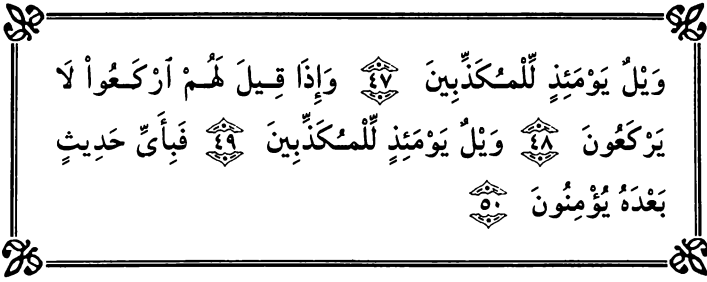 وَيْلٌ يَوْمَئِذٍ لِّلْمُكَذِّبِينَ ٤٧ وَإِذَا قِيلَ لَهُمُ ٱرْكَعُوا۟ لَا
يَرْكَعُونَ ٤٨ وَيْلٌ يَوْمَئِذٍ لِّلْمُكَذِّبِينَ ٤٩ فَبِأَىِّ حَدِيثٍ
بَعْدَهُ يُؤْمِنُونَ ٥٠